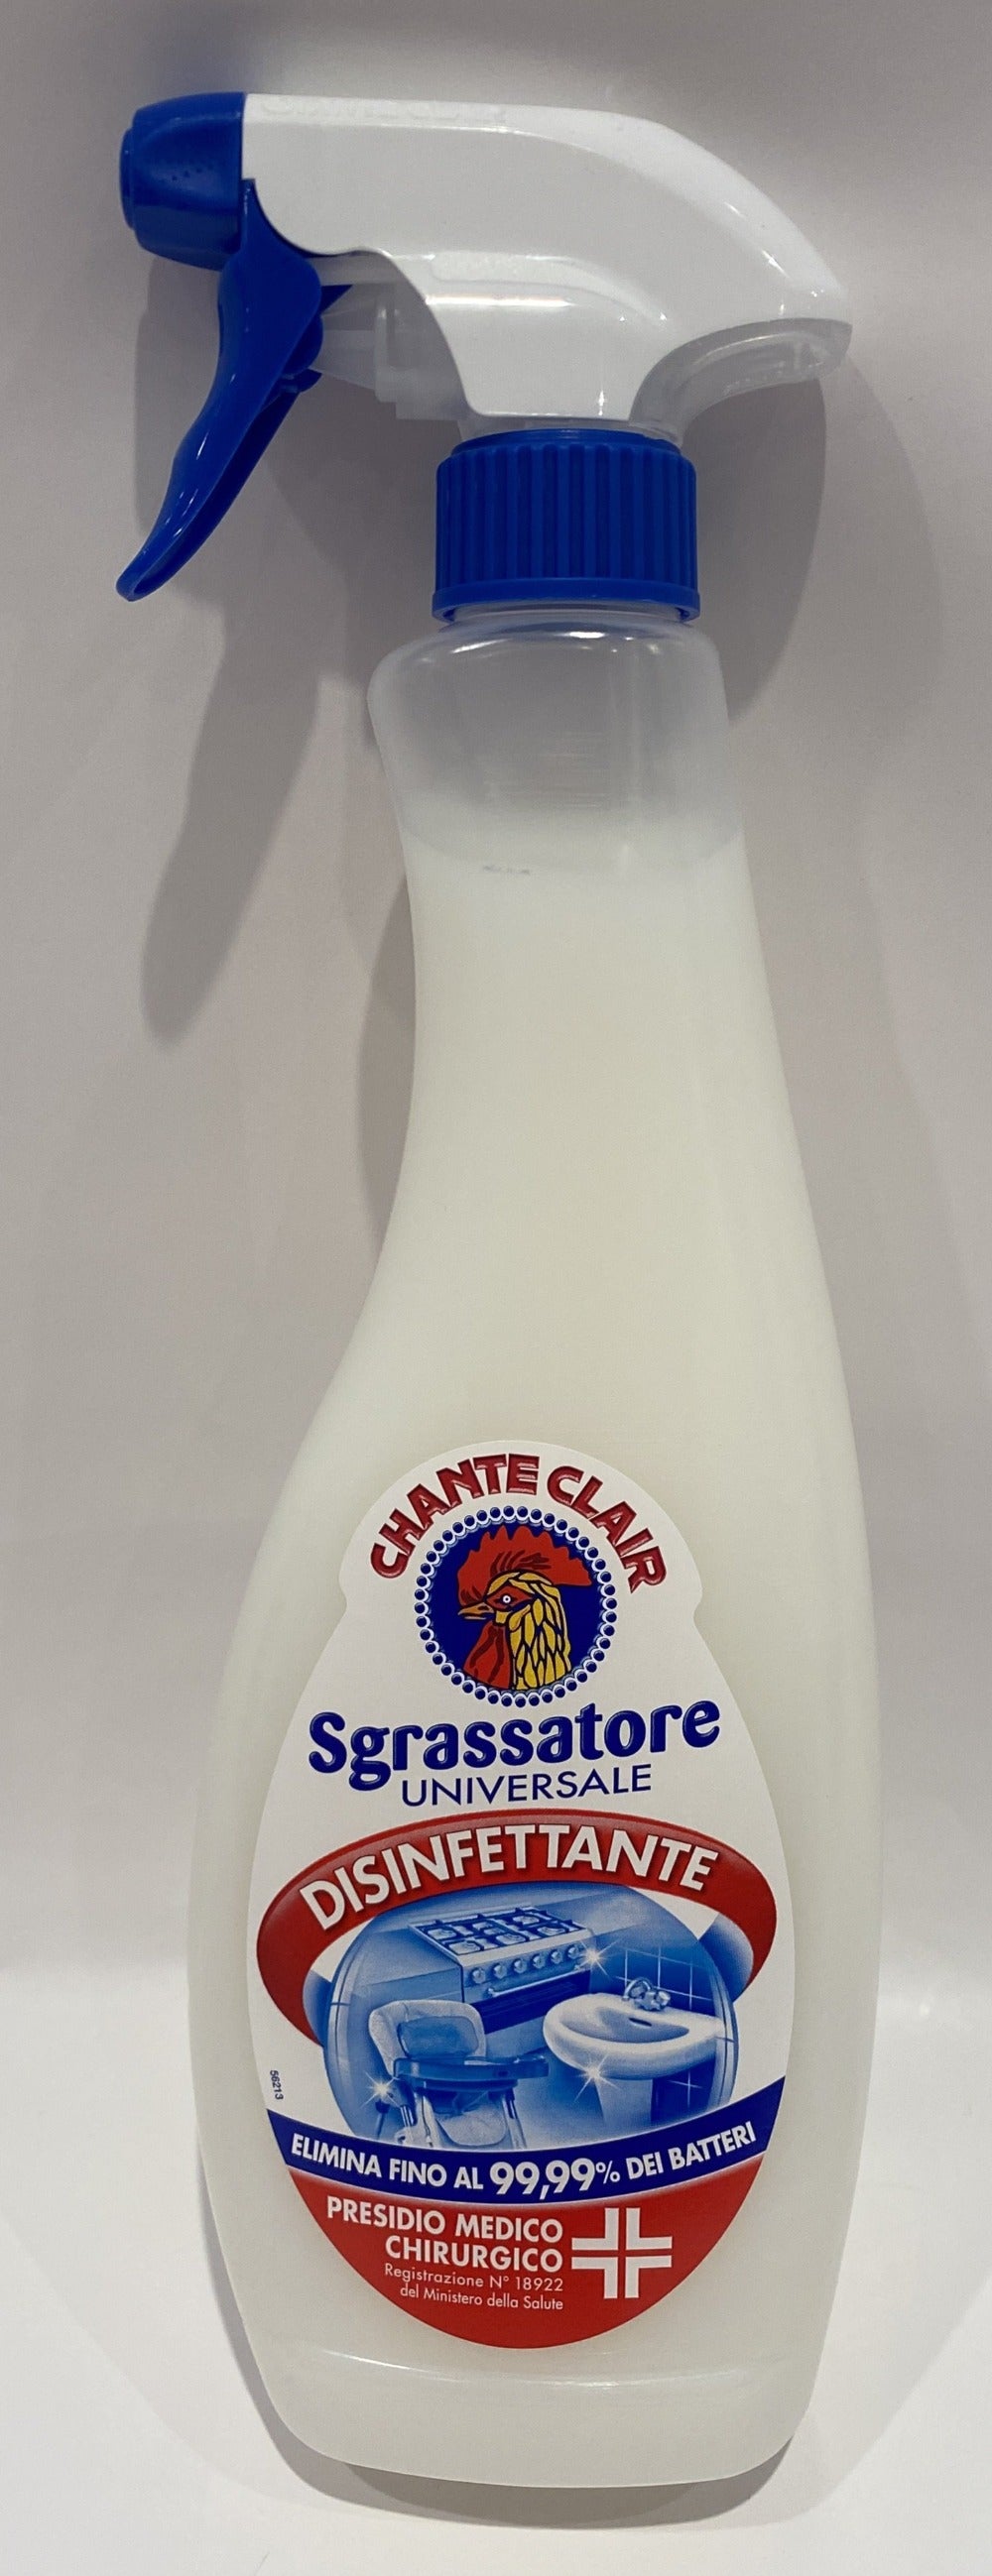 CHANTE CLAIR
Sgrassatore
UNIVERSALE
DISINFETTANTE
56213
ELIMINA FINO AL 99,99% DEI BATTERI
PRESIDIO MEDICO
CHIRURGICO
Registrazione N° 18922
del Ministero della Salute